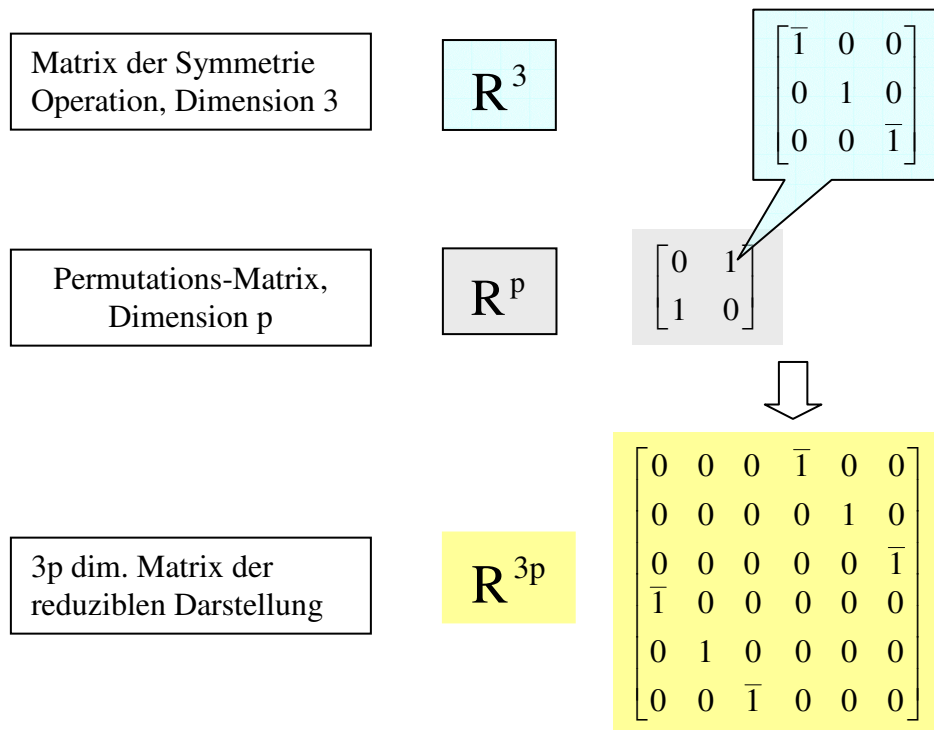 Matrix der Symmetrie
Operation, Dimension 3
R³
1̅ 0 0
0 1 0
0 0 1̅
Permutations-Matrix,
Dimension p
Rᵖ
0 1
1 0
3p dim. Matrix der
reduziblen Darstellung
R³ᵖ
0 0 0 1̅ 0 0
0 0 0 0 1 0
0 0 0 0 0 1̅
1̅ 0 0 0 0 0
0 1 0 0 0 0
0 0 1̅ 0 0 0